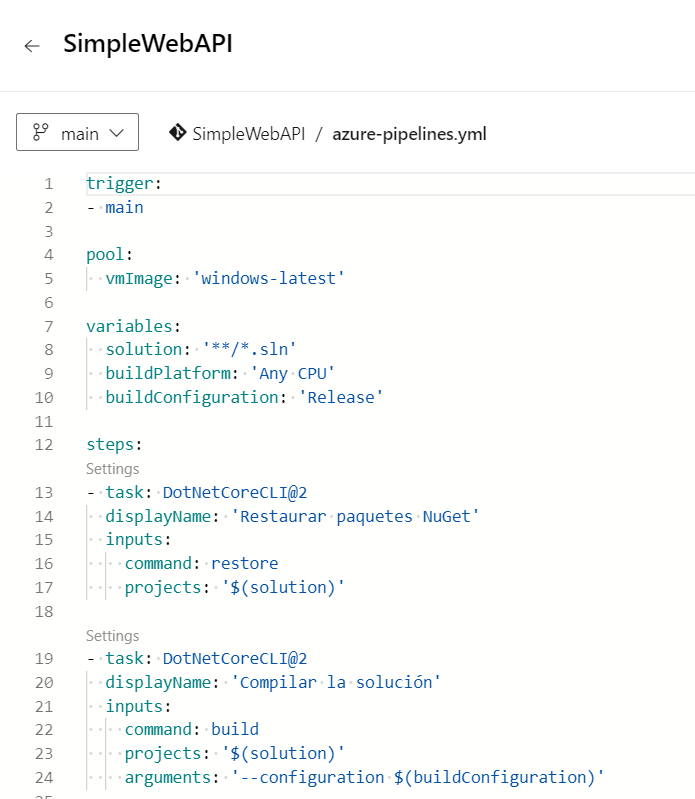 SimpleWebAPI
main
SimpleWebAPI / azure-pipelines.yml
1 trigger:
2 - main
3
4 pool:
5   vmImage: 'windows-latest'
6
7 variables:
8   solution: '**/*.sln'
9   buildPlatform: 'Any CPU'
10   buildConfiguration: 'Release'
11
12 steps:
Settings
13 - task: DotNetCoreCLI@2
14   displayName: 'Restaurar paquetes NuGet'
15   inputs:
16     command: restore
17     projects: '$(solution)'
18
Settings
19 - task: DotNetCoreCLI@2
20   displayName: 'Compilar la solución'
21   inputs:
22     command: build
23     projects: '$(solution)'
24     arguments: '--configuration $(buildConfiguration)'